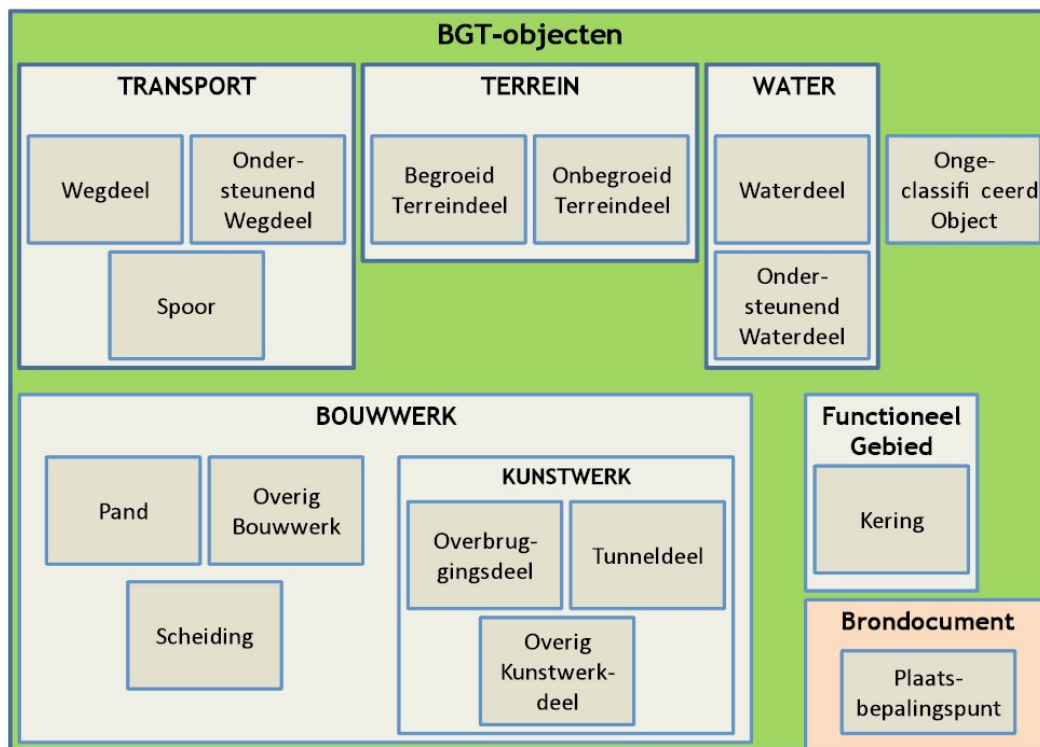 BGT-objecten
TRANSPORT
Wegdeel
Onder-
steunend
Wegdeel
Spoor
TERREIN
Begroeid
Terreindeel
Onbegroeid
Terreindeel
WATER
Waterdeel
Onder-
steunend
Waterdeel
Onge-
classifi ceerd
Object
BOUWWERK
Pand
Overig
Bouwwerk
Scheiding
KUNSTWERK
Overbrug-
gingsdeel
Tunneldeel
Overig
Kunstwerk-
deel
Functioneel
Gebied
Kering
Brondocument
Plaats-
bepalingspunt